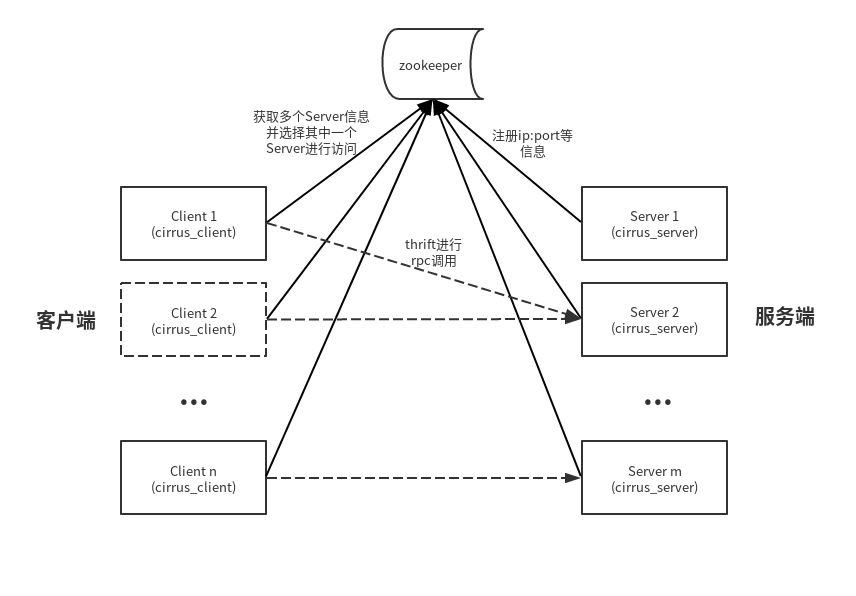 zookeeper
获取多个Server信息
并选择其中一个
Server进行访问
注册ip:port等
信息
Client 1
(cirrus_client)
Server 1
(cirrus_server)
thrift进行
rpc调用
客户端
Client 2
(cirrus_client)
Server 2
(cirrus_server)
服务端
•••
•••
Client n
(cirrus_client)
Server m
(cirrus_server)